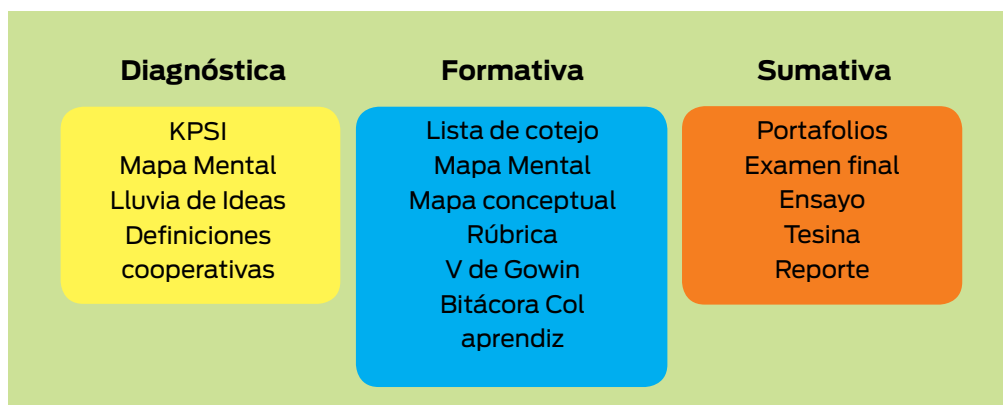 Diagnóstica
KPSI
Mapa Mental
Lluvia de Ideas
Definiciones
cooperativas
Formativa
Lista de cotejo
Mapa Mental
Mapa conceptual
Rúbrica
V de Gowin
Bitácora Col
aprendiz
Sumativa
Portafolios
Examen final
Ensayo
Tesina
Reporte